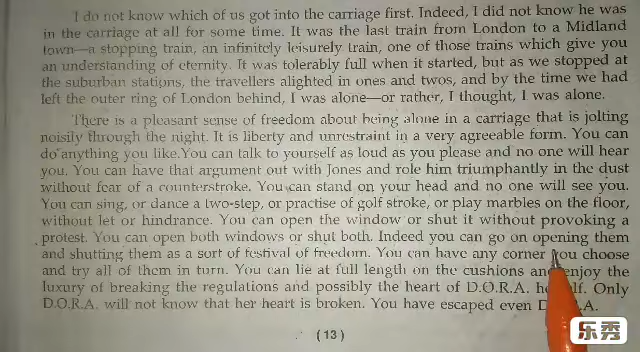 I do not know which of us got into the carriage first. Indeed, I did not know he was
in the carriage at all for some time. It was the last train from London to a Midland
town—a stopping train, an infinitely leisurely train, one of those trains which give you
an understanding of eternity. It was tolerably full when it started, but as we stopped at
the suburban stations, the travellers alighted in ones and twos, and by the time we had
left the outer ring of London behind, I was alone—or rather, I thought, I was alone.
There is a pleasant sense of freedom about being alone in a carriage that is jolting
noisily through the night. It is liberty and unrestraint in a very agreeable form. You can
do anything you like.You can talk to yourself as loud as you please and no one will hear
you. You can have that argument out with Jones and role him triumphantly in the dust
without fear of a counterstroke. You can stand on your head and no one will see you.
You can sing, or dance a two-step, or practise of golf stroke, or play marbles on the floor,
without let or hindrance. You can open the window or shut it without provoking a
protest. You can open both windows or shut both. Indeed you can go on opening them
and shutting them as a sort of festival of freedom. You can have any corner you choose
and try all of them in turn. You can lie at full length on the cushions and enjoy the
luxury of breaking the regulations and possibly the heart of D.O.R.A. Only
D.O.R.A. will not know that her heart is broken. You have escaped even
(13)
乐秀